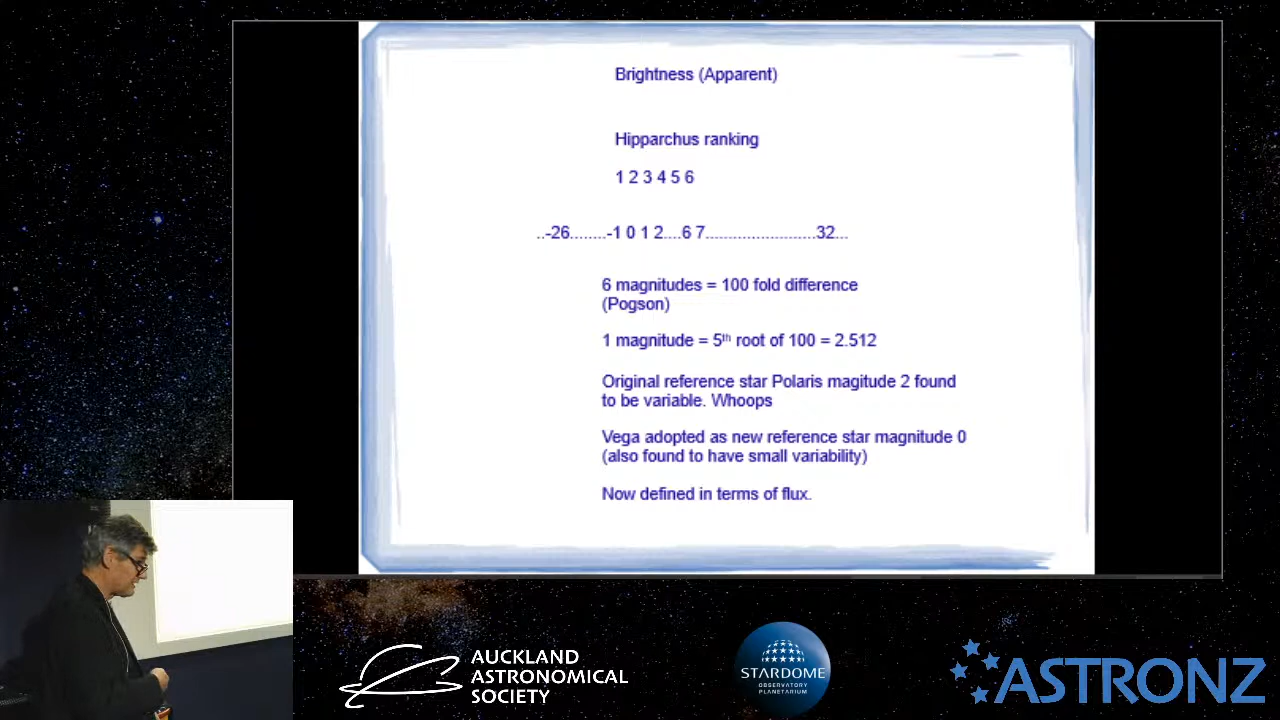 Brightness (Apparent)
Hipparchus ranking
1 2 3 4 5 6
..-26........-1 0 1 2....6 7.........................32...
6 magnitudes = 100 fold difference
(Pogson)
1 magnitude = 5th root of 100 = 2.512
Original reference star Polaris magitude 2 found
to be variable. Whoops
Vega adopted as new reference star magnitude 0
(also found to have small variability)
Now defined in terms of flux.
AUCKLAND
ASTRONOMICAL
SOCIETY
STARDOME
OBSERVATORY
PLANETARIUM
ASTRONZ